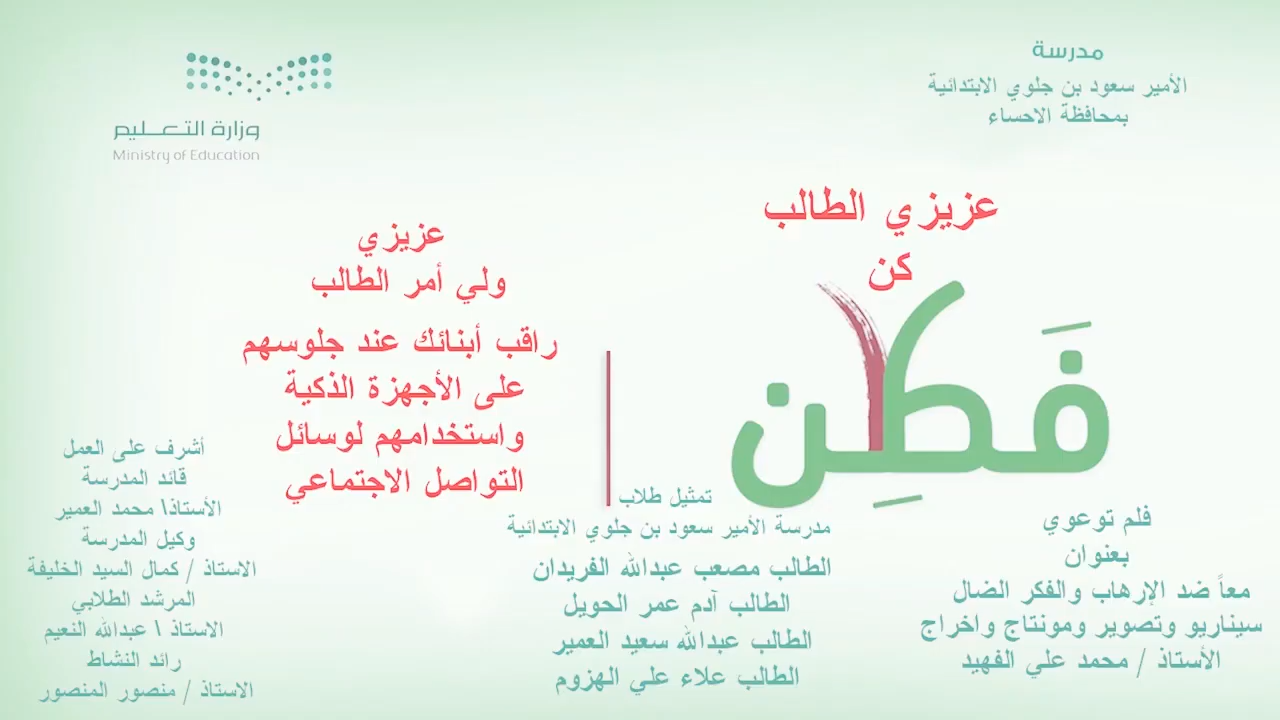 مدرسة
الأمير سعود بن جلوي الابتدائية
بمحافظة الاحساء
وزارة التعليم
Ministry of Education
عزيزي الطالب
كن
فَطِن
عزيزي
ولي أمر الطالب
راقب أبنائك عند جلوسهم
على الأجهزة الذكية
واستخدامهم لوسائل
التواصل الاجتماعي
فلم توعوي
بعنوان
معاً ضد الإرهاب والفكر الضال
سيناريو وتصوير ومونتاج واخراج
الأستاذ / محمد علي الفهيد
تمثيل طلاب
مدرسة الأمير سعود بن جلوي الابتدائية
الطالب مصعب عبدالله الفريدان
الطالب آدم عمر الحويل
الطالب عبدالله سعيد العمير
الطالب علاء علي الهزوم
أشرف على العمل
قائد المدرسة
الأستاذ\ محمد العمير
وكيل المدرسة
الاستاذ / كمال السيد الخليفة
المرشد الطلابي
الاستاذ \ عبدالله النعيم
رائد النشاط
الاستاذ / منصور المنصور